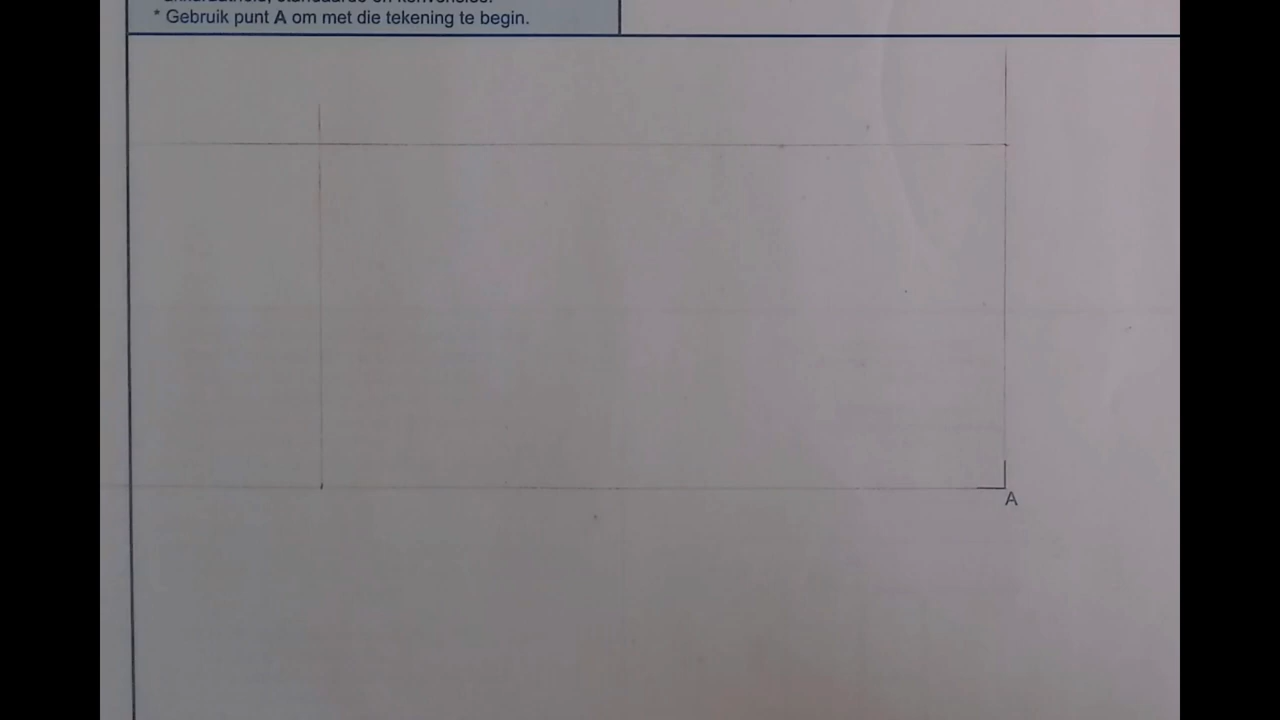 * Gebruik punt A om met die tekening te begin.
A